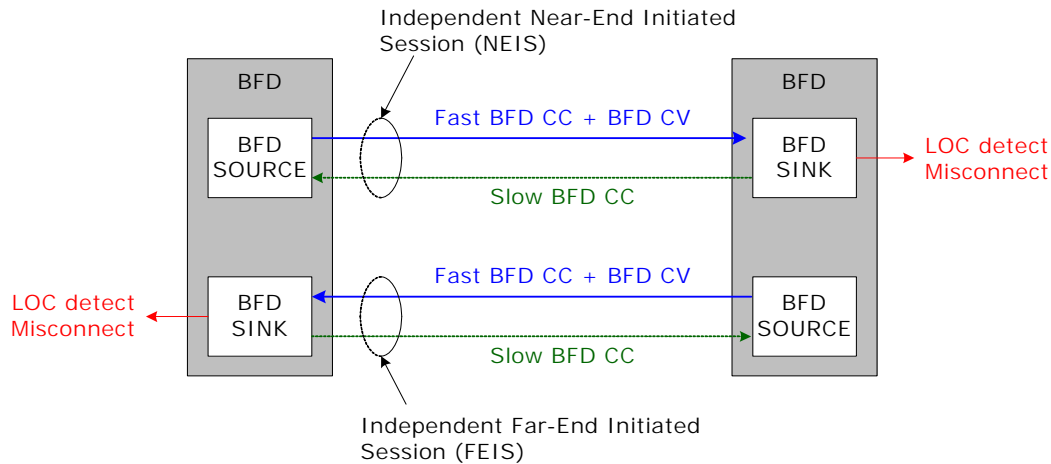 Independent Near-End Initiated
Session (NEIS)
BFD
BFD
Fast BFD CC + BFD CV
BFD
SOURCE
BFD
SINK
LOC detect
Misconnect
Slow BFD CC
Fast BFD CC + BFD CV
LOC detect
Misconnect
BFD
SINK
BFD
SOURCE
Slow BFD CC
Independent Far-End Initiated
Session (FEIS)